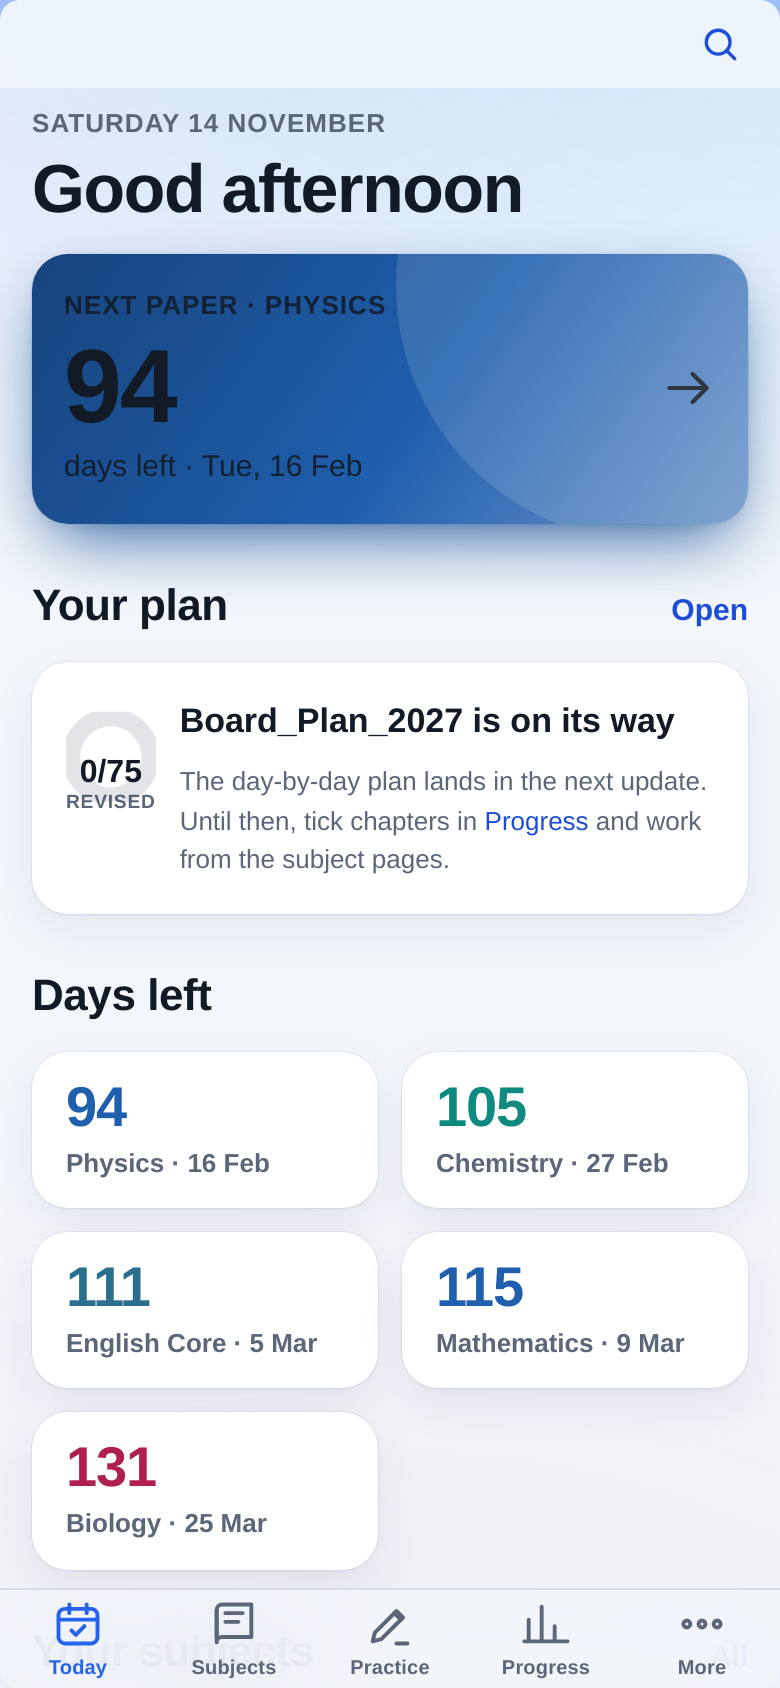 SATURDAY 14 NOVEMBER
Good afternoon
NEXT PAPER · PHYSICS
94
days left · Tue, 16 Feb
Your plan
Open
0/75
REVISED
Board_Plan_2027 is on its way
The day-by-day plan lands in the next update.
Until then, tick chapters in Progress and work
from the subject pages.
Days left
94
Physics · 16 Feb
105
Chemistry · 27 Feb
111
English Core · 5 Mar
115
Mathematics · 9 Mar
131
Biology · 25 Mar
Your subjects
All
Today
Subjects
Practice
Progress
More